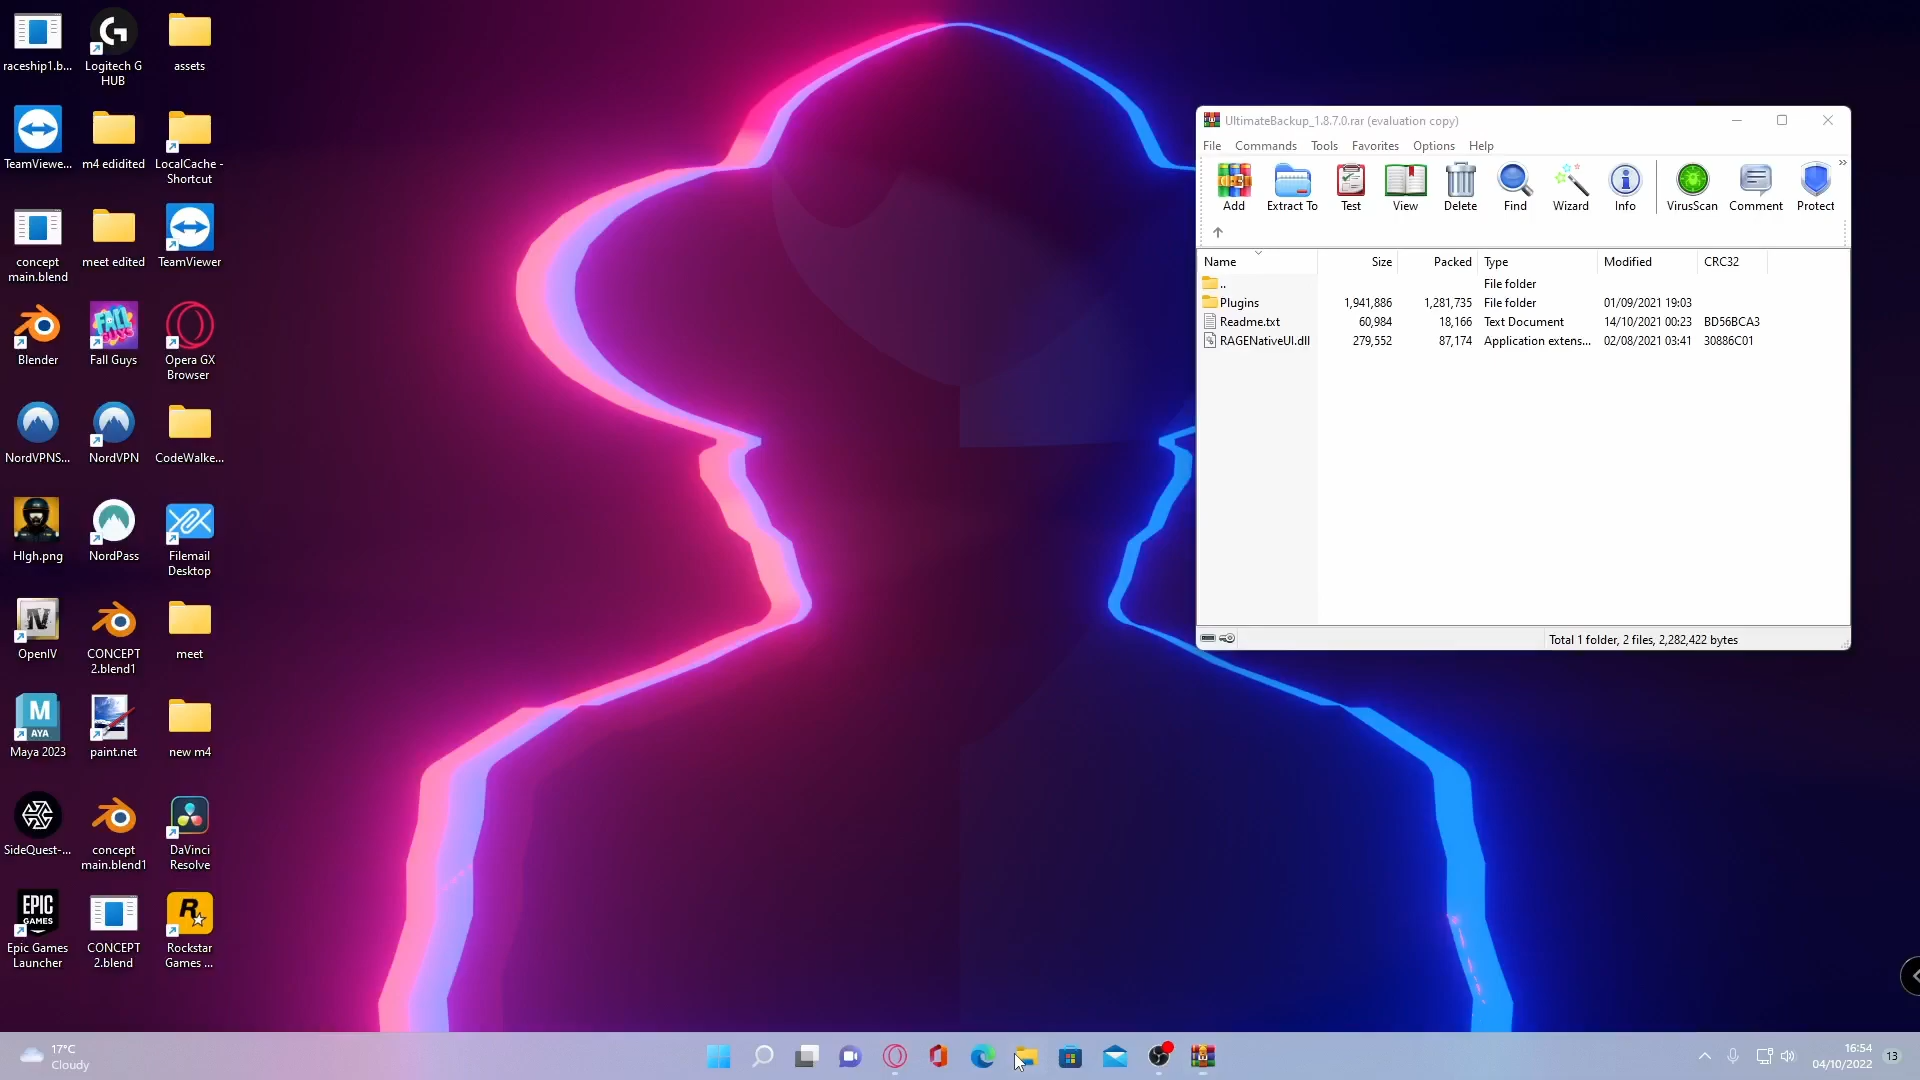 raceship1.b...
Logitech G
HUB
assets
TeamViewe...
m4 edidited
LocalCache -
Shortcut
concept
main.blend
meet edited
TeamViewer
Blender
Fall Guys
Opera GX
Browser
NordVPNS...
NordVPN
CodeWalke...
HIgh.png
NordPass
Filemail
Desktop
OpenIV
CONCEPT
2.blend1
meet
Maya 2023
paint.net
new m4
SideQuest-...
concept
main.blend1
DaVinci
Resolve
Epic Games
Launcher
CONCEPT
2.blend
Rockstar
Games ...
FALL
GUYS
IV
M
AYA
EPIC
GAMES
R
UltimateBackup_1.8.7.0.rar (evaluation copy)
File Commands Tools Favorites Options Help
Add Extract To Test View Delete Find Wizard Info VirusScan Comment Protect
Name Size Packed Type Modified CRC32
.. File folder
Plugins 1,941,886 1,281,735 File folder 01/09/2021 19:03
Readme.txt 60,984 18,166 Text Document 14/10/2021 00:23 BD56BCA3
RAGENativeUI.dll 279,552 87,174 Application extens... 02/08/2021 03:41 30886C01
Total 1 folder, 2 files, 2,282,422 bytes
17°C
Cloudy
16:54
04/10/2022
13